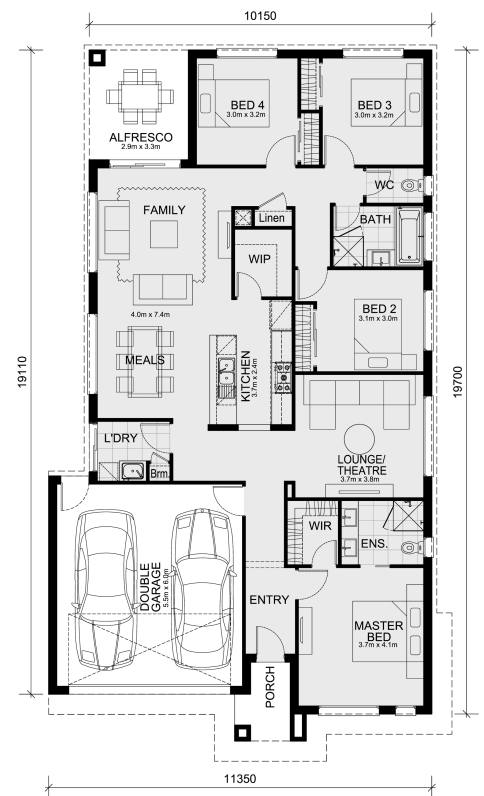 10150
BED 4
3.0m x 3.2m
BED 3
3.0m x 3.2m
ALFRESCO
2.9m x 3.3m
WC
FAMILY
Linen
BATH
WIP
4.0m x 7.4m
BED 2
3.1m x 3.0m
MEALS
KITCHEN
3.7m x 2.4m
19110
19700
L'DRY
Brm.
LOUNGE/
THEATRE
3.7m x 3.8m
WIR
ENS.
DOUBLE
GARAGE
5.5m x 6.0m
ENTRY
MASTER
BED
3.7m x 4.1m
PORCH
11350